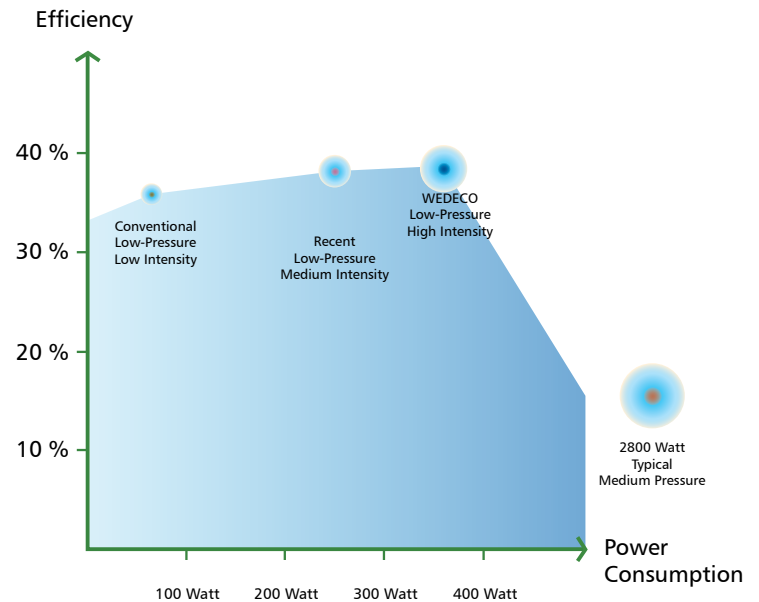 Efficiency
40 %
30 %
20 %
10 %
Conventional
Low-Pressure
Low Intensity
Recent
Low-Pressure
Medium Intensity
WEDECO
Low-Pressure
High Intensity
2800 Watt
Typical
Medium Pressure
Power
Consumption
100 Watt
200 Watt
300 Watt
400 Watt